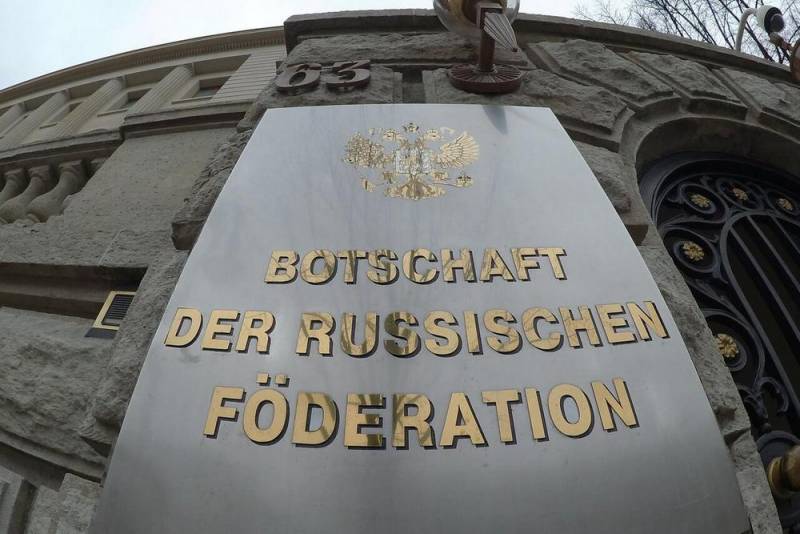 63
BOTSCHAFT
DER RUSSISCHEN
FÖDERATION